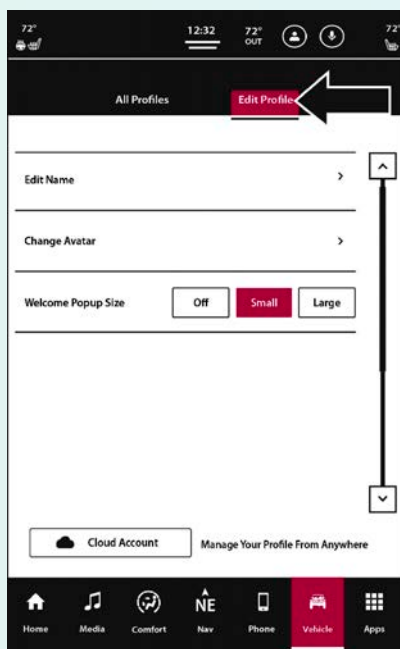 72° 12:32 72° OUT 72°
All Profiles Edit Profile
Edit Name >
Change Avatar >
Welcome Popup Size Off Small Large
Cloud Account Manage Your Profile From Anywhere
NE
Home Media Comfort Nav Phone Vehicle Apps